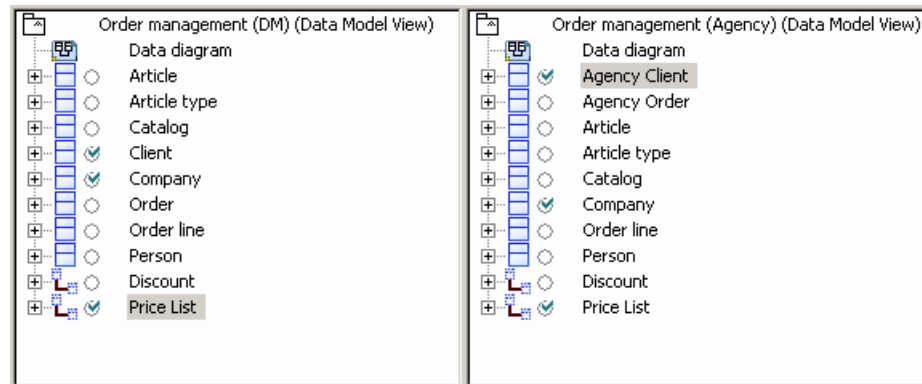 Order management (DM) (Data Model View)
Data diagram
Article
Article type
Catalog
Client
Company
Order
Order line
Person
Discount
Price List
Order management (Agency) (Data Model View)
Data diagram
Agency Client
Agency Order
Article
Article type
Catalog
Company
Order line
Person
Discount
Price List